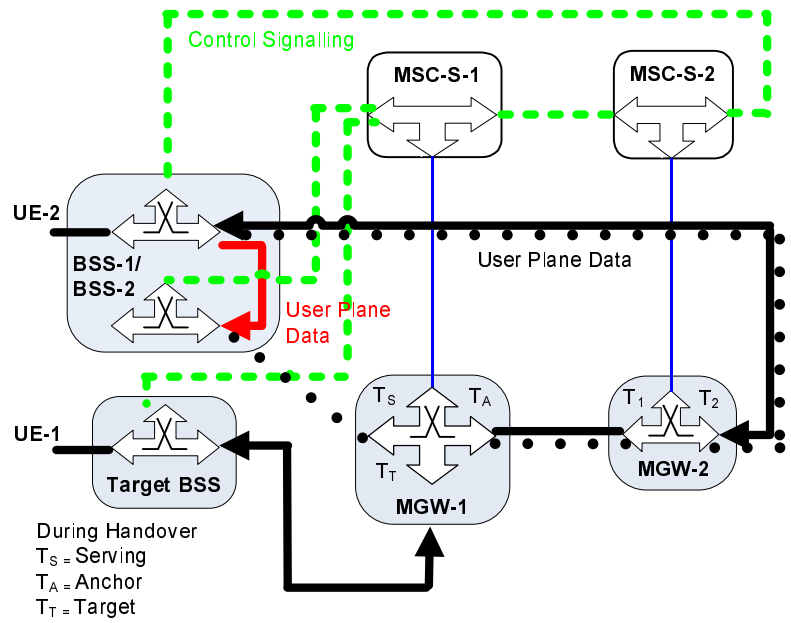 Control Signalling
MSC-S-1
MSC-S-2
UE-2
BSS-1/
BSS-2
User Plane Data
User Plane
Data
TS
TA
T1
T2
UE-1
TT
Target BSS
MGW-1
MGW-2
During Handover
TS = Serving
TA = Anchor
TT = Target